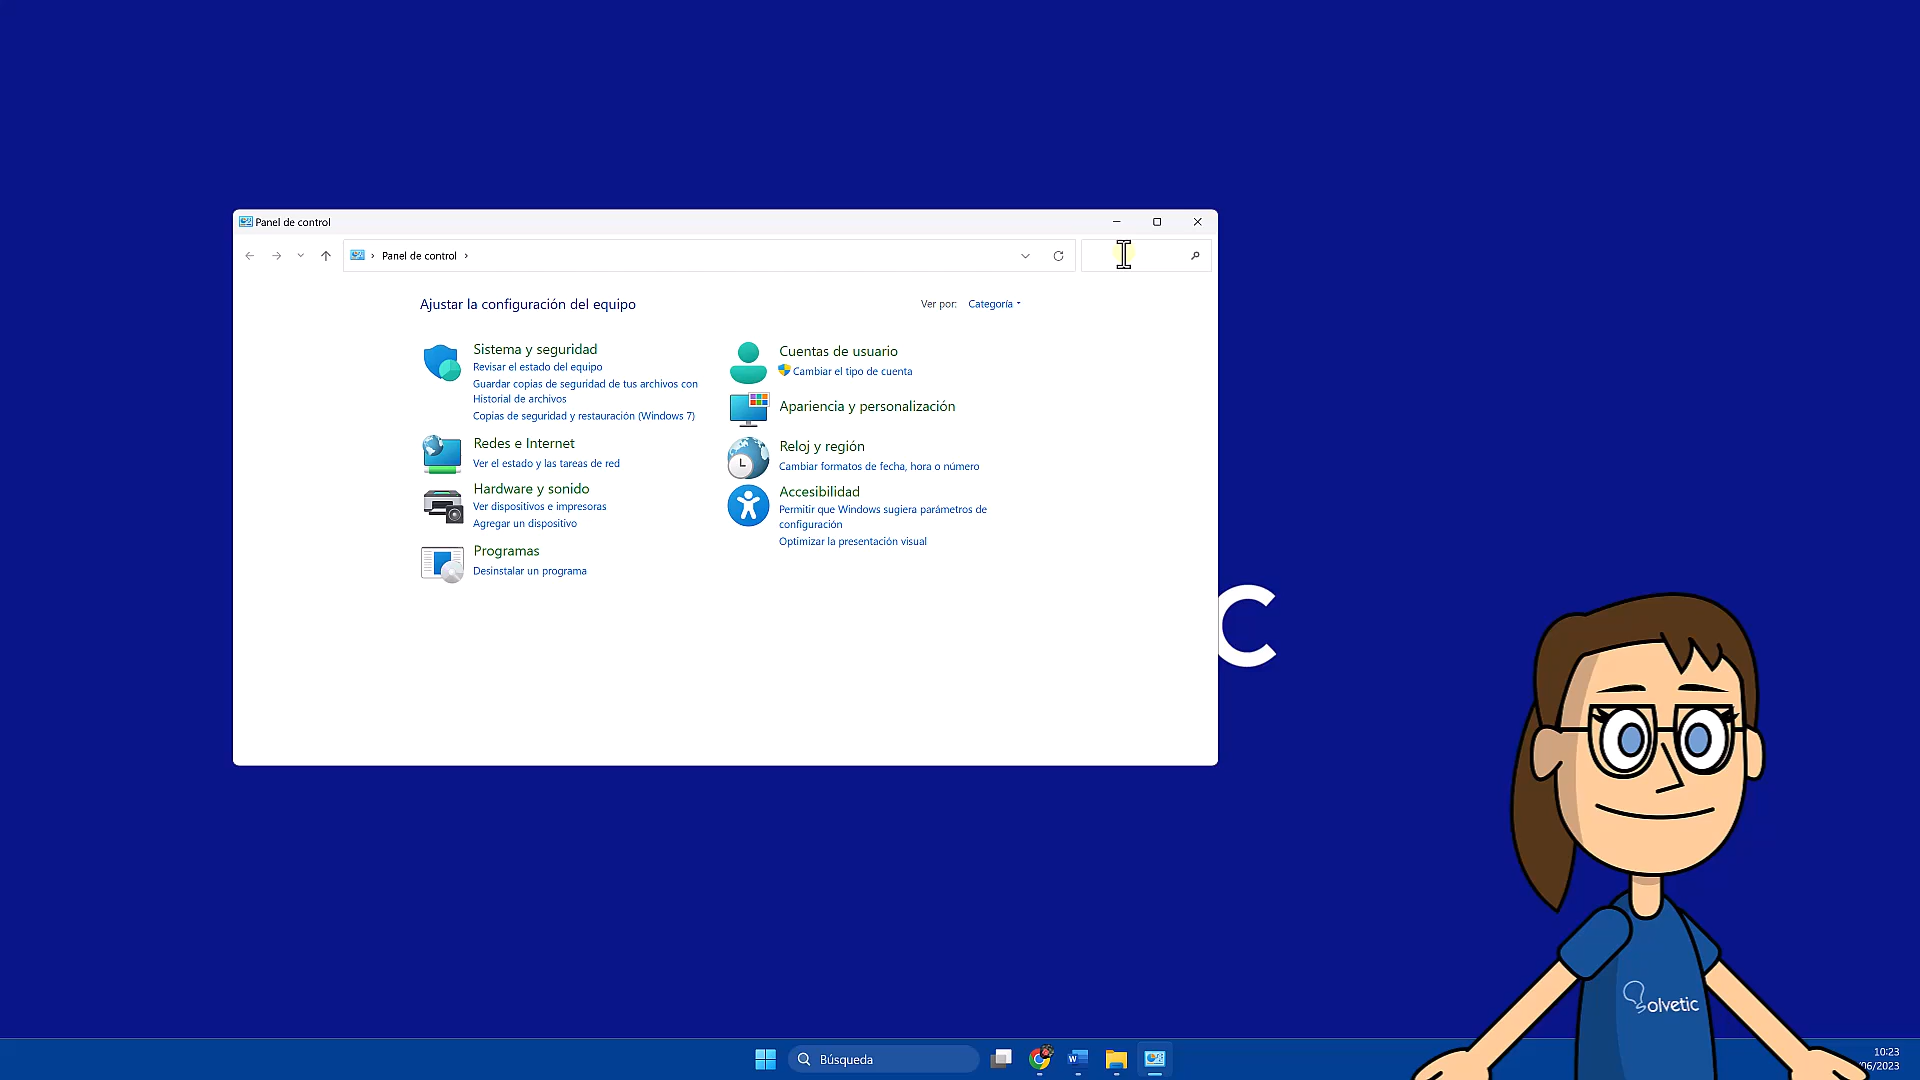 Panel de control
Panel de control
Ajustar la configuración del equipo
Ver por: Categoría
Sistema y seguridad
Revisar el estado del equipo
Guardar copias de seguridad de tus archivos con
Historial de archivos
Copias de seguridad y restauración (Windows 7)
Redes e Internet
Ver el estado y las tareas de red
Hardware y sonido
Ver dispositivos e impresoras
Agregar un dispositivo
Programas
Desinstalar un programa
Cuentas de usuario
Cambiar el tipo de cuenta
Apariencia y personalización
Reloj y región
Cambiar formatos de fecha, hora o número
Accesibilidad
Permitir que Windows sugiera parámetros de
configuración
Optimizar la presentación visual
C
Solvetic
Búsqueda
10:23
06/2023